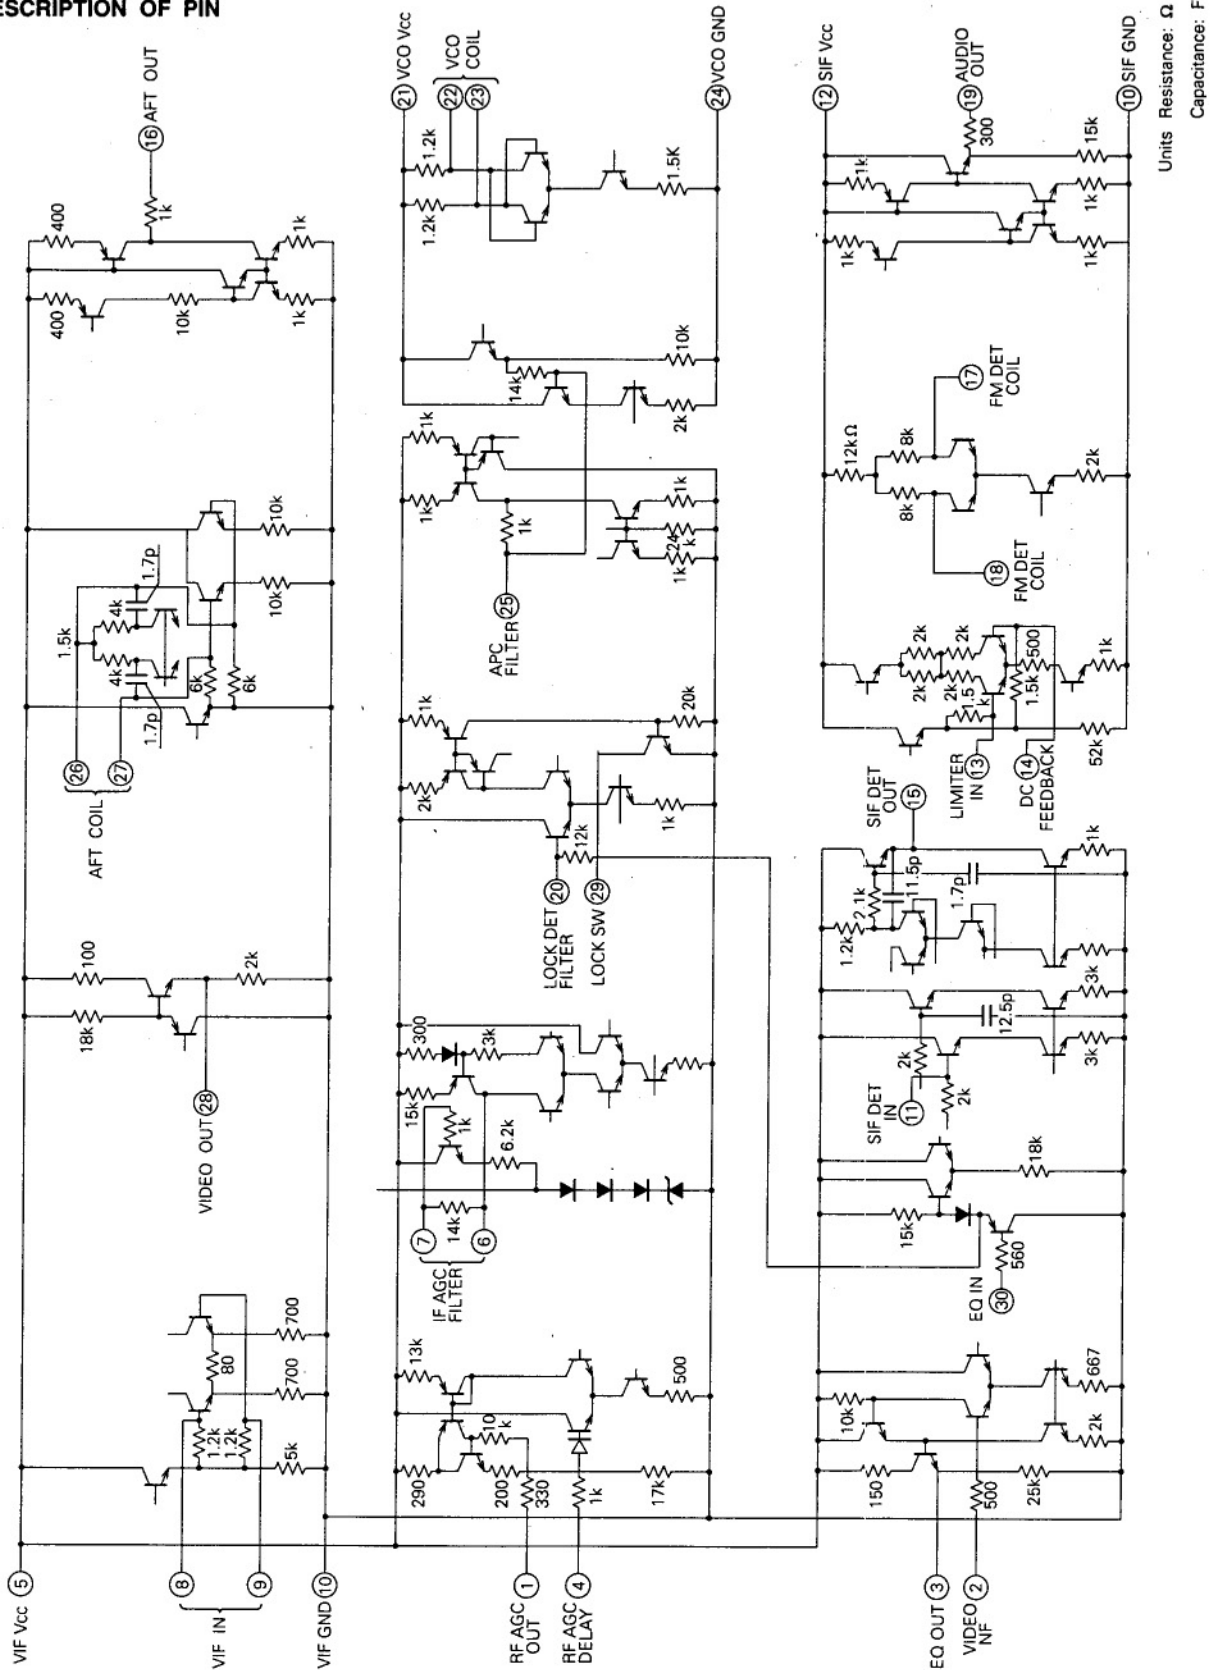 DESCRIPTION OF PIN
VIF Vcc 5
VIF IN
8
9
VIF GND 10
1.2k
1.2k
5k
80
700
700
VIDEO OUT 28
18k
100
2k
AFT COIL
26
27
1.7p
4k
1.5k
4k
1.7p
6k
6k
10k
10k
400
400
10k
1k
1k
1k
16 AFT OUT
RF AGC
OUT
1
RF AGC
DELAY
4
290
200
330
1k
10
k
13k
17k
500
IF AGC
FILTER
7
6
14k
15k
1k
6.2k
300
3k
LOCK DET
FILTER
20
LOCK SW 29
12k
2k
1k
1k
20k
APC
FILTER
25
1k
1k
1k
1k
24
k
1k
14k
2k
10k
1.2k
1.2k
1.5K
21 VCO Vcc
22
23
VCO
COIL
24 VCO GND
EQ OUT 3
VIDEO
NF
2
150
500
25k
10k
2k
667
EQ IN
30
560
15k
18k
SIF DET
IN
11
2k
2k
3k
12.5p
3k
1.2k
2.1k
11.5p
1.7p
1k
SIF DET
OUT
15
LIMITER
IN 13
DC 14
FEEDBACK
52k
1.5
k
2k
2k
2k
2k
1.5k
500
1k
18
FM DET
COIL
8k
12kΩ
8k
2k
17
FM DET
COIL
1k
1k
1k
1k
300
15k
12 SIF Vcc
19 AUDIO
OUT
10 SIF GND
Units Resistance: Ω
Capacitance: F